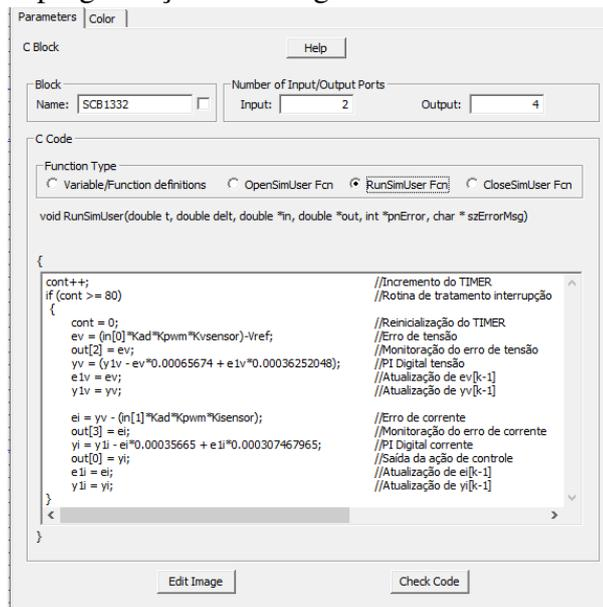 Parameters Color
C Block Help
Block Number of Input/Output Ports
Name: SCB1332 Input: 2 Output: 4
C Code
Function Type
Variable/Function definitions OpenSimUser Fcn RunSimUser Fcn CloseSimUser Fcn
void RunSimUser(double t, double delt, double *in, double *out, int *pnError, char * szErrorMsg)
{
cont++; //Incremento do TIMER
if (cont >= 80) //Rotina de tratamento interrupção
{
cont = 0; //Reinicialização do TIMER
ev = (in[0]*Kad*Kpwm*Kvsensor)-Vref; //Erro de tensão
out[2] = ev; //Monitoração do erro de tensão
yv = (y1v - ev*0.00065674 + e1v*0.00036252048); //PI Digital tensão
e1v = ev; //Atualização de ev[k-1]
y1v = yv; //Atualização de yv[k-1]
ei = yv - (in[1]*Kad*Kpwm*Kisensor); //Erro de corrente
out[3] = ei; //Monitoração do erro de corrente
yi = y1i - ei*0.00035665 + e1i*0.000307467965; //PI Digital corrente
out[0] = yi; //Saída da ação de controle
e1i = ei; //Atualização de ei[k-1]
y1i = yi; //Atualização de yi[k-1]
}
}
Edit Image Check Code